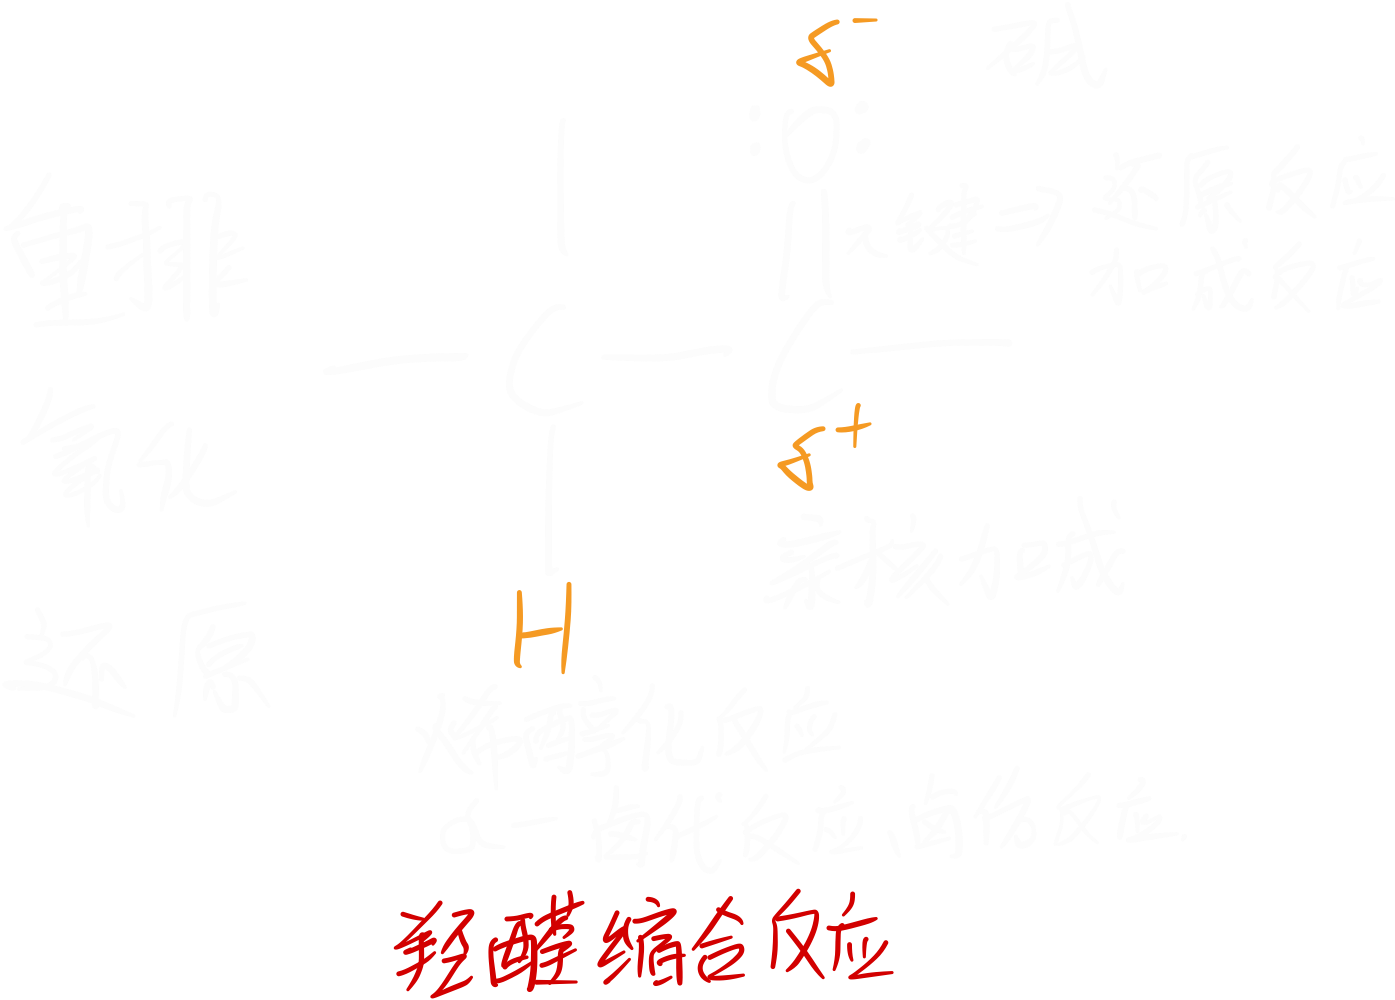 δ⁻ 碱
:O:
重排 π键⇒ 还原反应
加成反应
C C
氧化 δ⁺
亲核加成
H
还原
烯醇化反应
α-卤代反应、卤仿反应.
羟醛缩合反应